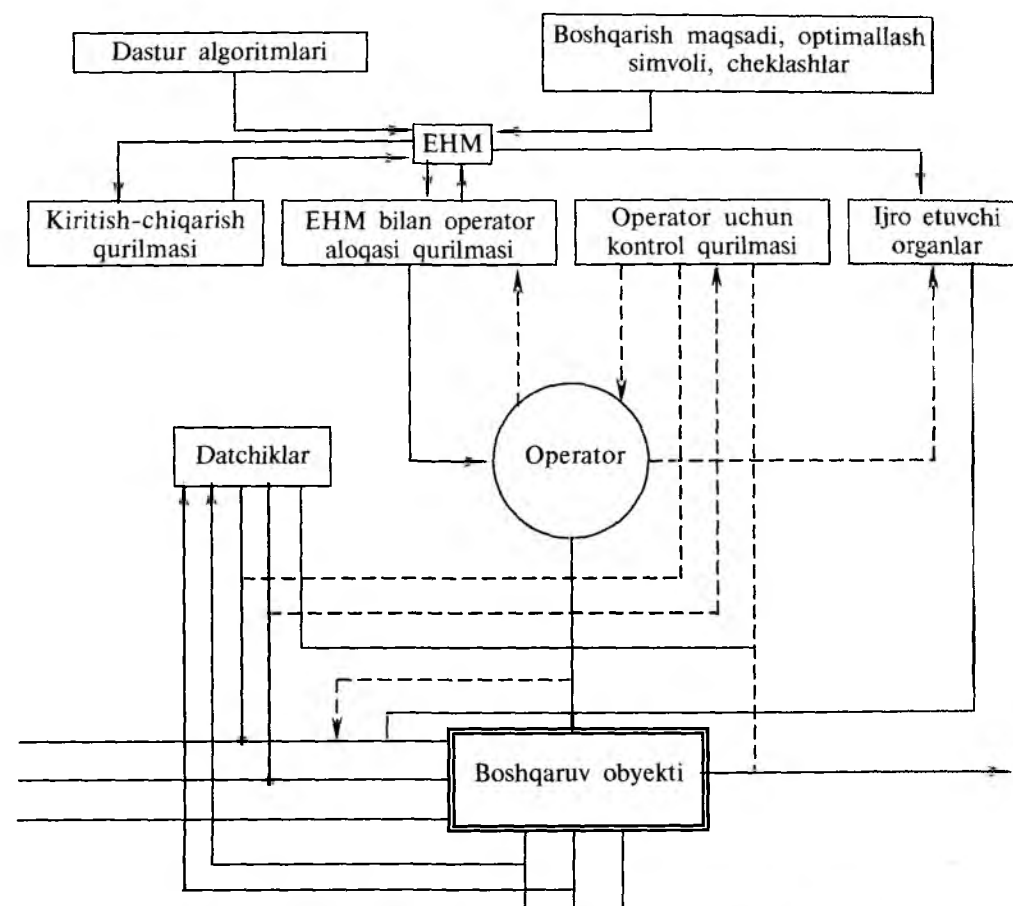 Dastur algoritmlari
Boshqarish maqsadi, optimallash
simvoli, cheklashlar
EHM
Kiritish-chiqarish
qurilmasi
EHM bilan operator
aloqasi qurilmasi
Operator uchun
kontrol qurilmasi
Ijro etuvchi
organlar
Datchiklar
Operator
Boshqaruv obyekti